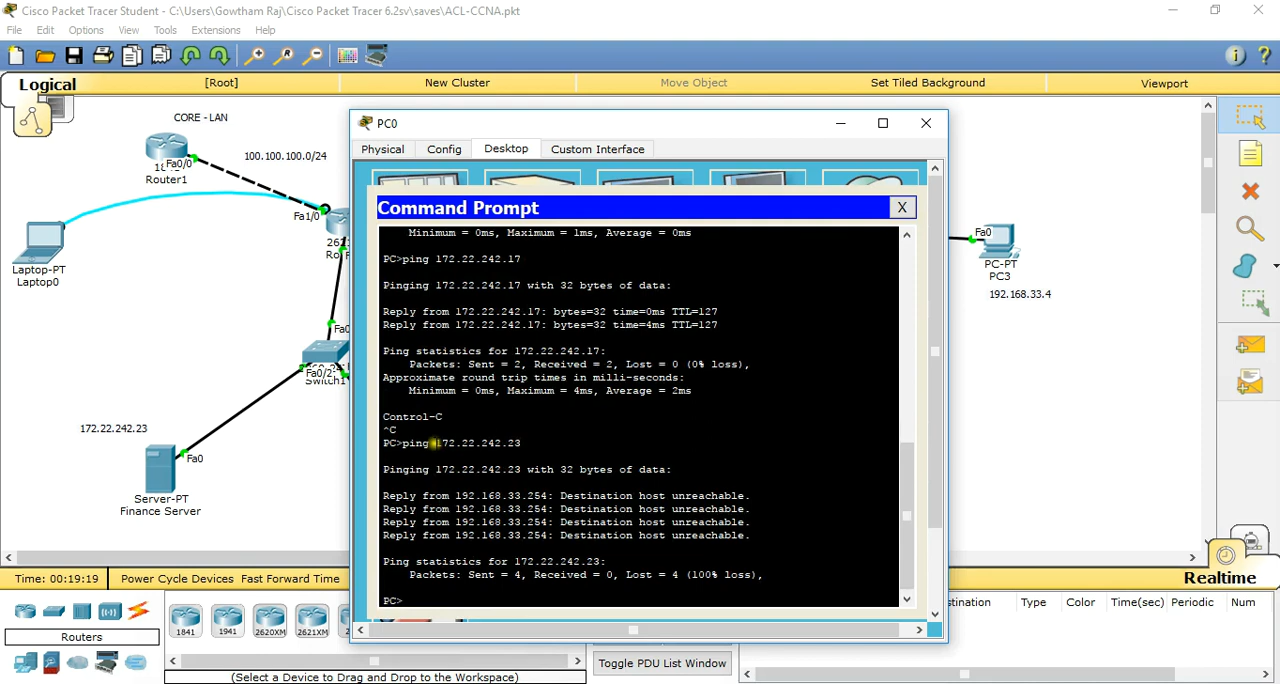 Cisco Packet Tracer Student - C:\Users\Gowtham Raj\Cisco Packet Tracer 6.2sv\saves\ACL-CCNA.pkt
File Edit Options View Tools Extensions Help
Logical [Root] New Cluster Move Object Set Tiled Background Viewport
CORE - LAN
100.100.100.0/24
Fa0/0
Router1
Fa1/0
Laptop-PT
Laptop0
Fa0/2
Switch1
172.22.242.23
Fa0
Server-PT
Finance Server
Fa0
PC-PT
PC3
192.168.33.4
PC0
Physical Config Desktop Custom Interface
Command Prompt X
Minimum = 0ms, Maximum = 1ms, Average = 0ms
PC>ping 172.22.242.17
Pinging 172.22.242.17 with 32 bytes of data:
Reply from 172.22.242.17: bytes=32 time=0ms TTL=127
Reply from 172.22.242.17: bytes=32 time=4ms TTL=127
Ping statistics for 172.22.242.17:
Packets: Sent = 2, Received = 2, Lost = 0 (0% loss),
Approximate round trip times in milli-seconds:
Minimum = 0ms, Maximum = 4ms, Average = 2ms
Control-C
^C
PC>ping 172.22.242.23
Pinging 172.22.242.23 with 32 bytes of data:
Reply from 192.168.33.254: Destination host unreachable.
Reply from 192.168.33.254: Destination host unreachable.
Reply from 192.168.33.254: Destination host unreachable.
Reply from 192.168.33.254: Destination host unreachable.
Ping statistics for 172.22.242.23:
Packets: Sent = 4, Received = 0, Lost = 4 (100% loss),
PC>
Time: 00:19:19 Power Cycle Devices Fast Forward Time
Realtime
Routers
1841 1941 2620XM 2621XM
(Select a Device to Drag and Drop to the Workspace)
Toggle PDU List Window
Type Color Time(sec) Periodic Num